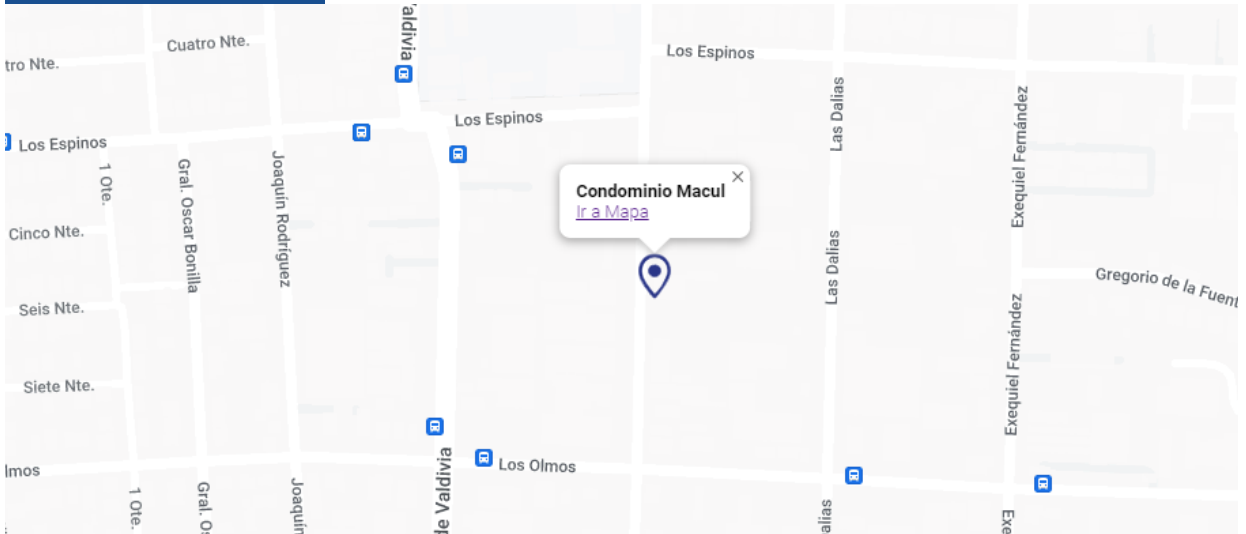 Cuatro Nte.
tro Nte.
aldivia
Los Espinos
Los Espinos
Los Espinos
Las Dalias
Exequiel Fernández
1 Ote.
Gral. Oscar Bonilla
Joaquín Rodríguez
Condominio Macul
Ir a Mapa
Cinco Nte.
Las Dalias
Gregorio de la Fuent
Seis Nte.
Exequiel Fernández
Siete Nte.
lmos
Los Olmos
de Valdivia
1 Ote.
Gral. Os
Joaquín
alias
Exe